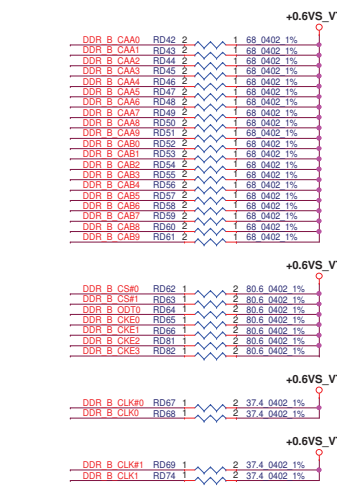 +0.6VS_VT
DDR_B_CAA0 RD42 2 1 68_0402_1%
DDR_B_CAA1 RD43 2 1 68_0402_1%
DDR_B_CAA2 RD44 2 1 68_0402_1%
DDR_B_CAA3 RD45 2 1 68_0402_1%
DDR_B_CAA4 RD46 2 1 68_0402_1%
DDR_B_CAA5 RD47 2 1 68_0402_1%
DDR_B_CAA6 RD48 2 1 68_0402_1%
DDR_B_CAA7 RD49 2 1 68_0402_1%
DDR_B_CAA8 RD50 2 1 68_0402_1%
DDR_B_CAA9 RD51 2 1 68_0402_1%
DDR_B_CAB0 RD52 2 1 68_0402_1%
DDR_B_CAB1 RD53 2 1 68_0402_1%
DDR_B_CAB2 RD54 2 1 68_0402_1%
DDR_B_CAB3 RD55 2 1 68_0402_1%
DDR_B_CAB4 RD56 2 1 68_0402_1%
DDR_B_CAB5 RD57 2 1 68_0402_1%
DDR_B_CAB6 RD58 2 1 68_0402_1%
DDR_B_CAB7 RD59 2 1 68_0402_1%
DDR_B_CAB8 RD60 2 1 68_0402_1%
DDR_B_CAB9 RD61 2 1 68_0402_1%
+0.6VS_VT
DDR_B_CS#0 RD62 1 2 80.6_0402_1%
DDR_B_CS#1 RD63 1 2 80.6_0402_1%
DDR_B_ODT0 RD64 1 2 80.6_0402_1%
DDR_B_CKE0 RD65 1 2 80.6_0402_1%
DDR_B_CKE1 RD66 1 2 80.6_0402_1%
DDR_B_CKE2 RD81 1 2 80.6_0402_1%
DDR_B_CKE3 RD82 1 2 80.6_0402_1%
+0.6VS_VT
DDR_B_CLK#0 RD67 1 2 37.4_0402_1%
DDR_B_CLK0 RD68 1 2 37.4_0402_1%
+0.6VS_VT
DDR_B_CLK#1 RD69 1 2 37.4_0402_1%
DDR_B_CLK1 RD74 1 2 37.4_0402_1%